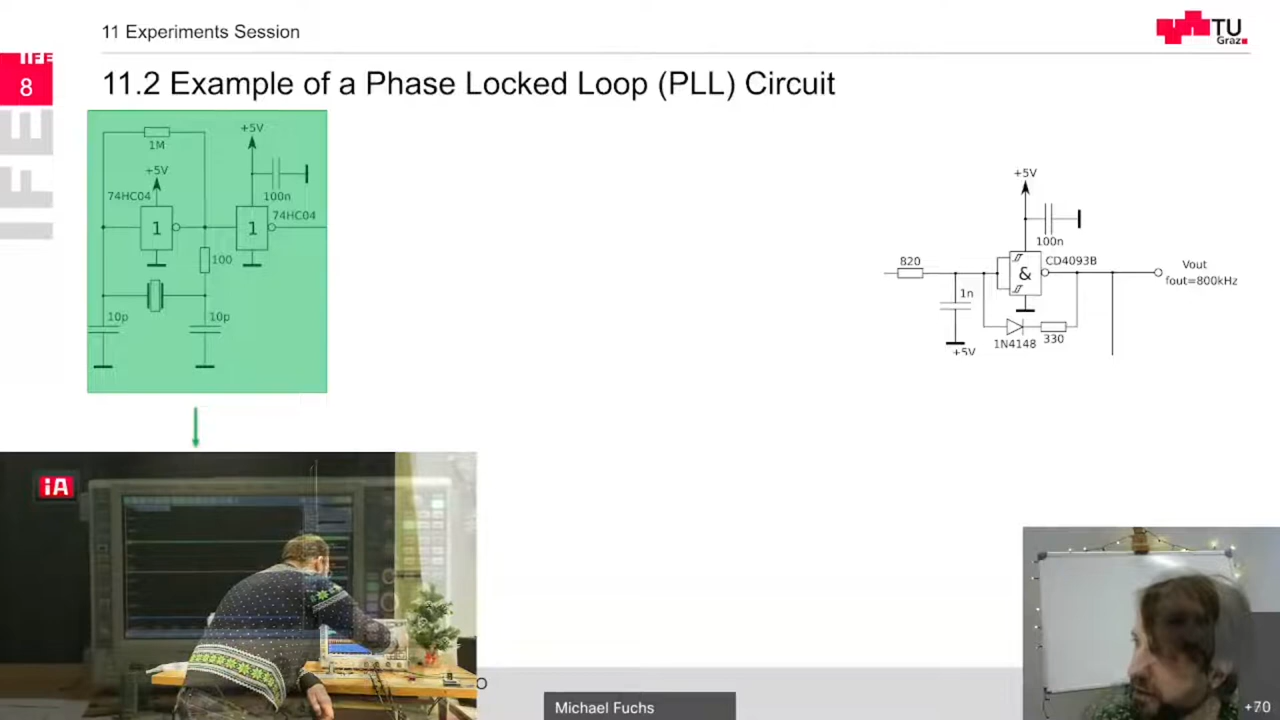 11 Experiments Session
TU
Graz
IIFE
8
IFE
11.2 Example of a Phase Locked Loop (PLL) Circuit
+5V
1M
+5V
74HC04
100n
74HC04
1
1
100
10p
10p
+5V
100n
820
CD4093B
&
Vout
fout=800kHz
1n
1N4148
330
+5V
iA
Michael Fuchs
+70